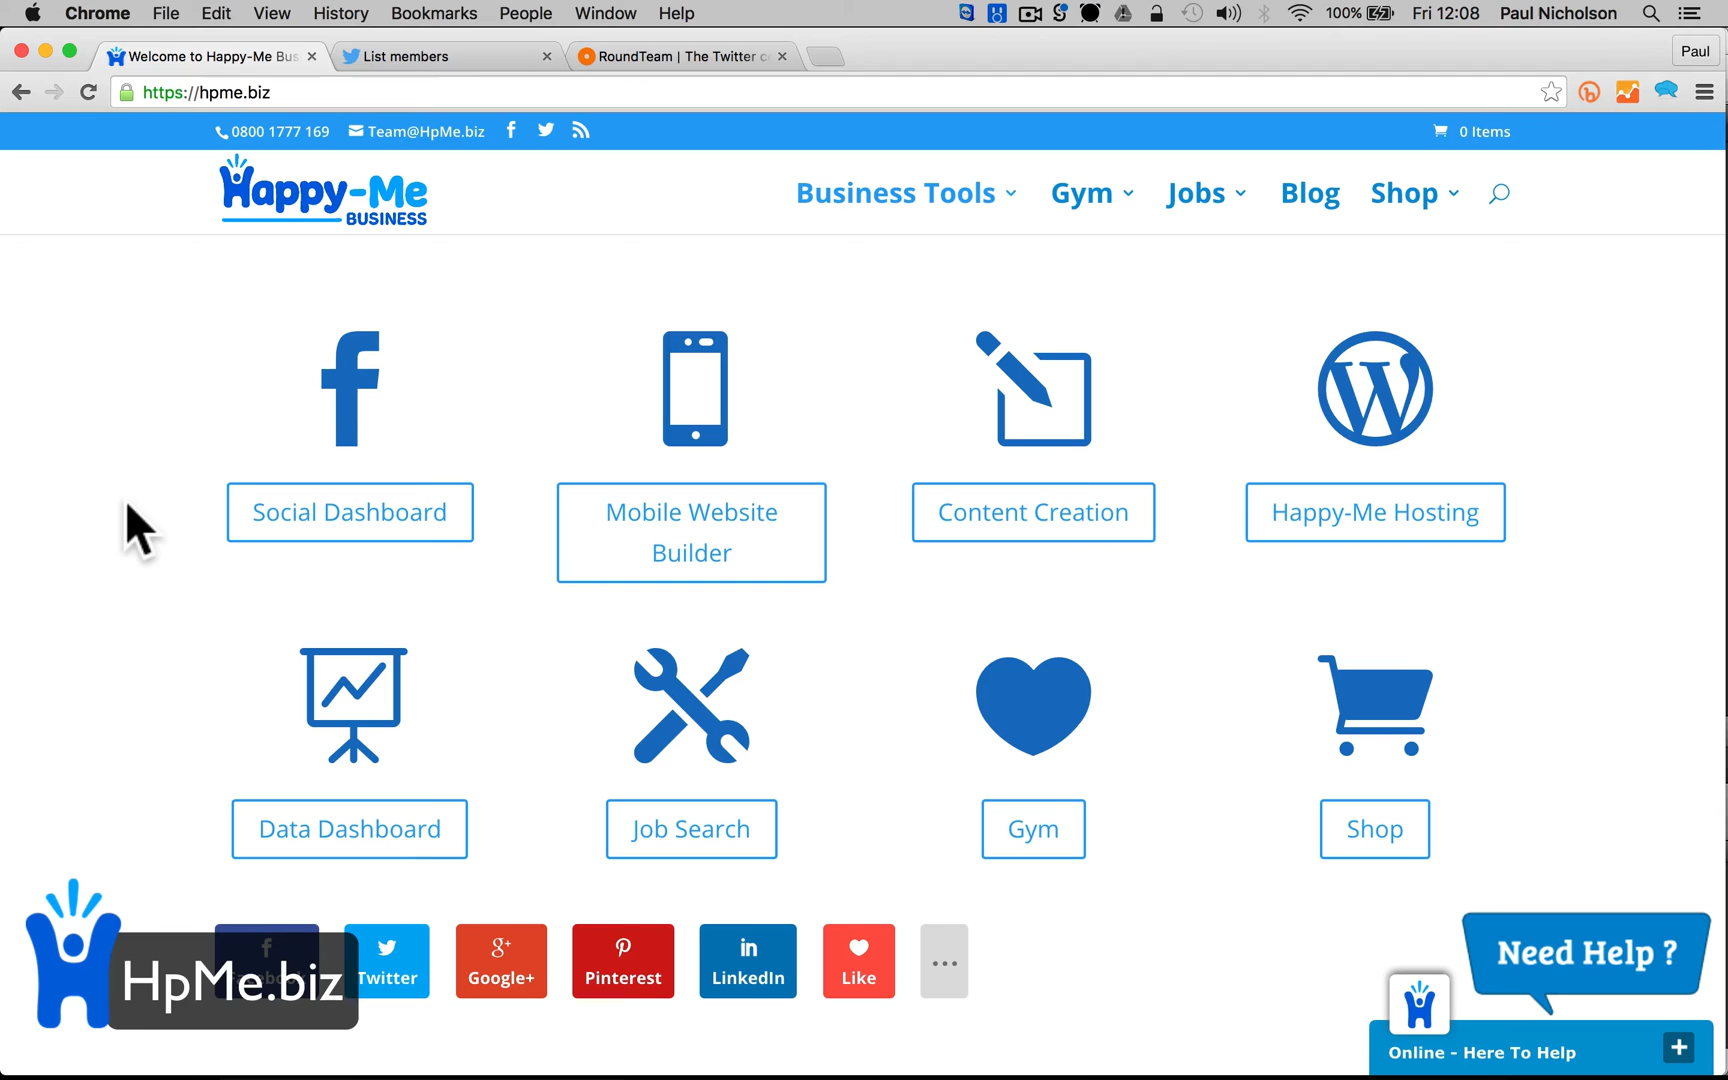 Chrome File Edit View History Bookmarks People Window Help 100% Fri 12:08 Paul Nicholson
Welcome to Happy-Me Bus List members RoundTeam | The Twitter c Paul
https://hpme.biz
0800 1777 169 Team@HpMe.biz 0 Items
Happy-Me
BUSINESS
Business Tools Gym Jobs Blog Shop
Social Dashboard
Mobile Website
Builder
Content Creation
Happy-Me Hosting
Data Dashboard
Job Search
Gym
Shop
Twitter Google+ Pinterest LinkedIn Like
HpMe.biz
Need Help ?
Online - Here To Help